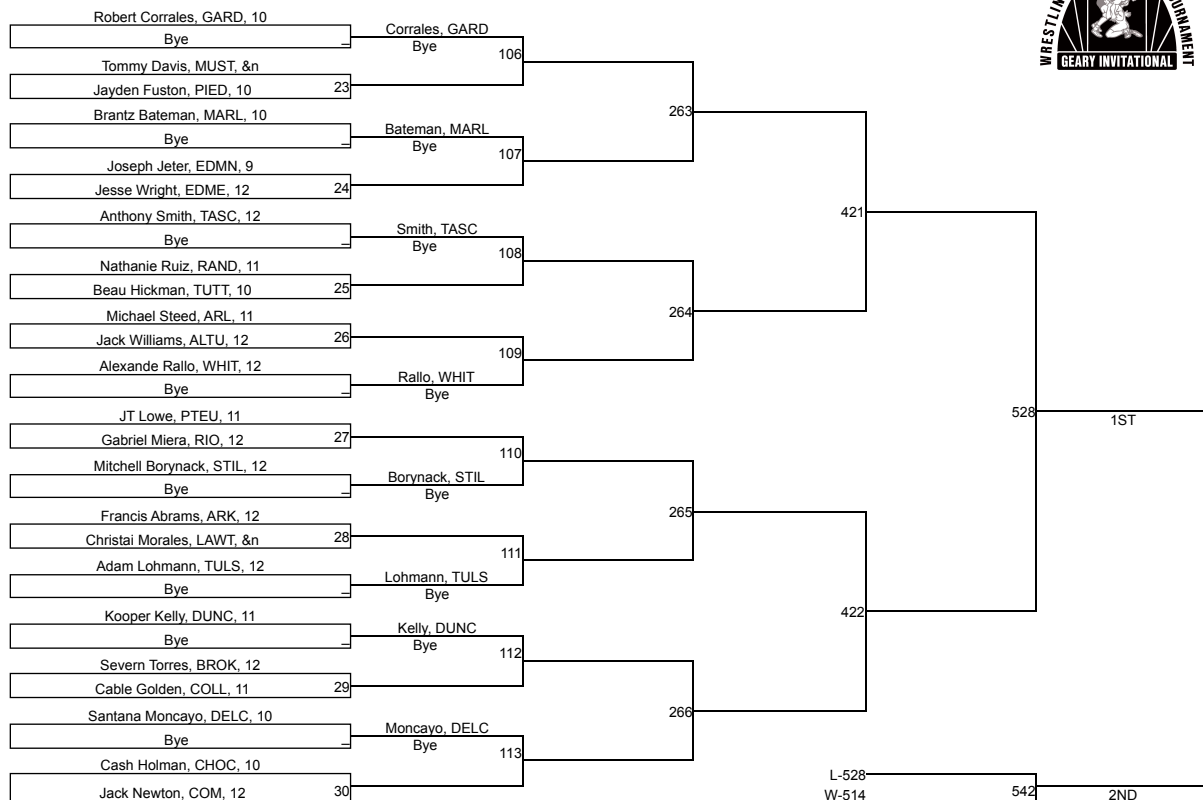 Robert Corrales, GARD, 10
Bye
_
Corrales, GARD
Bye
106
Tommy Davis, MUST, &n
Jayden Fuston, PIED, 10
23
263
Brantz Bateman, MARL, 10
Bye
_
Bateman, MARL
Bye
107
Joseph Jeter, EDMN, 9
Jesse Wright, EDME, 12
24
421
Anthony Smith, TASC, 12
Bye
_
Smith, TASC
Bye
108
Nathanie Ruiz, RAND, 11
Beau Hickman, TUTT, 10
25
264
Michael Steed, ARL, 11
Jack Williams, ALTU, 12
26
109
Alexande Rallo, WHIT, 12
Bye
_
Rallo, WHIT
Bye
528
1ST
JT Lowe, PTEU, 11
Gabriel Miera, RIO, 12
27
110
Mitchell Borynack, STIL, 12
Bye
_
Borynack, STIL
Bye
265
Francis Abrams, ARK, 12
Christai Morales, LAWT, &n
28
111
Adam Lohmann, TULS, 12
Bye
_
Lohmann, TULS
Bye
422
Kooper Kelly, DUNC, 11
Bye
_
Kelly, DUNC
Bye
112
Severn Torres, BROK, 12
Cable Golden, COLL, 11
29
266
Santana Moncayo, DELC, 10
Bye
_
Moncayo, DELC
Bye
113
Cash Holman, CHOC, 10
Jack Newton, COM, 12
30
L-528
W-514
542
2ND
GEARY INVITATIONAL